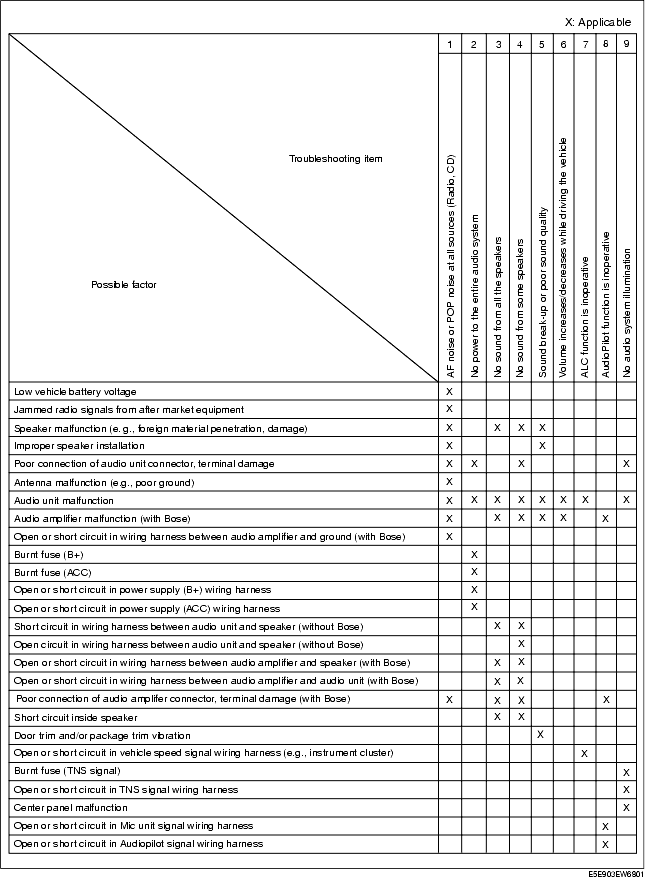 X: Applicable
1 2 3 4 5 6 7 8 9
Troubleshooting item
Possible factor
AF noise or POP noise at all sources (Radio, CD)
No power to the entire audio system
No sound from all the speakers
No sound from some speakers
Sound break-up or poor sound quality
Volume increases/decreases while driving the vehicle
ALC function is inoperative
AudioPilot function is inoperative
No audio system illumination
Low vehicle battery voltage X
Jammed radio signals from after market equipment X
Speaker malfunction (e.g., foreign material penetration, damage) X X X X
Improper speaker installation X X
Poor connection of audio unit connector, terminal damage X X X X
Antenna malfunction (e.g., poor ground) X
Audio unit malfunction X X X X X X X X
Audio amplifier malfunction (with Bose) X X X X X X
Open or short circuit in wiring harness between audio amplifier and ground (with Bose) X
Burnt fuse (B+) X
Burnt fuse (ACC) X
Open or short circuit in power supply (B+) wiring harness X
Open or short circuit in power supply (ACC) wiring harness X
Short circuit in wiring harness between audio unit and speaker (without Bose) X X
Open circuit in wiring harness between audio unit and speaker (without Bose) X
Open or short circuit in wiring harness between audio amplifier and speaker (with Bose) X X
Open or short circuit in wiring harness between audio amplifier and audio unit (with Bose) X X
Poor connection of audio amplifer connector, terminal damage (with Bose) X X X X
Short circuit inside speaker X X
Door trim and/or package trim vibration X
Open or short circuit in vehicle speed signal wiring harness (e.g., instrument cluster) X
Burnt fuse (TNS signal) X
Open or short circuit in TNS signal wiring harness X
Center panel malfunction X
Open or short circuit in Mic unit signal wiring harness X
Open or short circuit in Audiopilot signal wiring harness X
E5E903EW6801